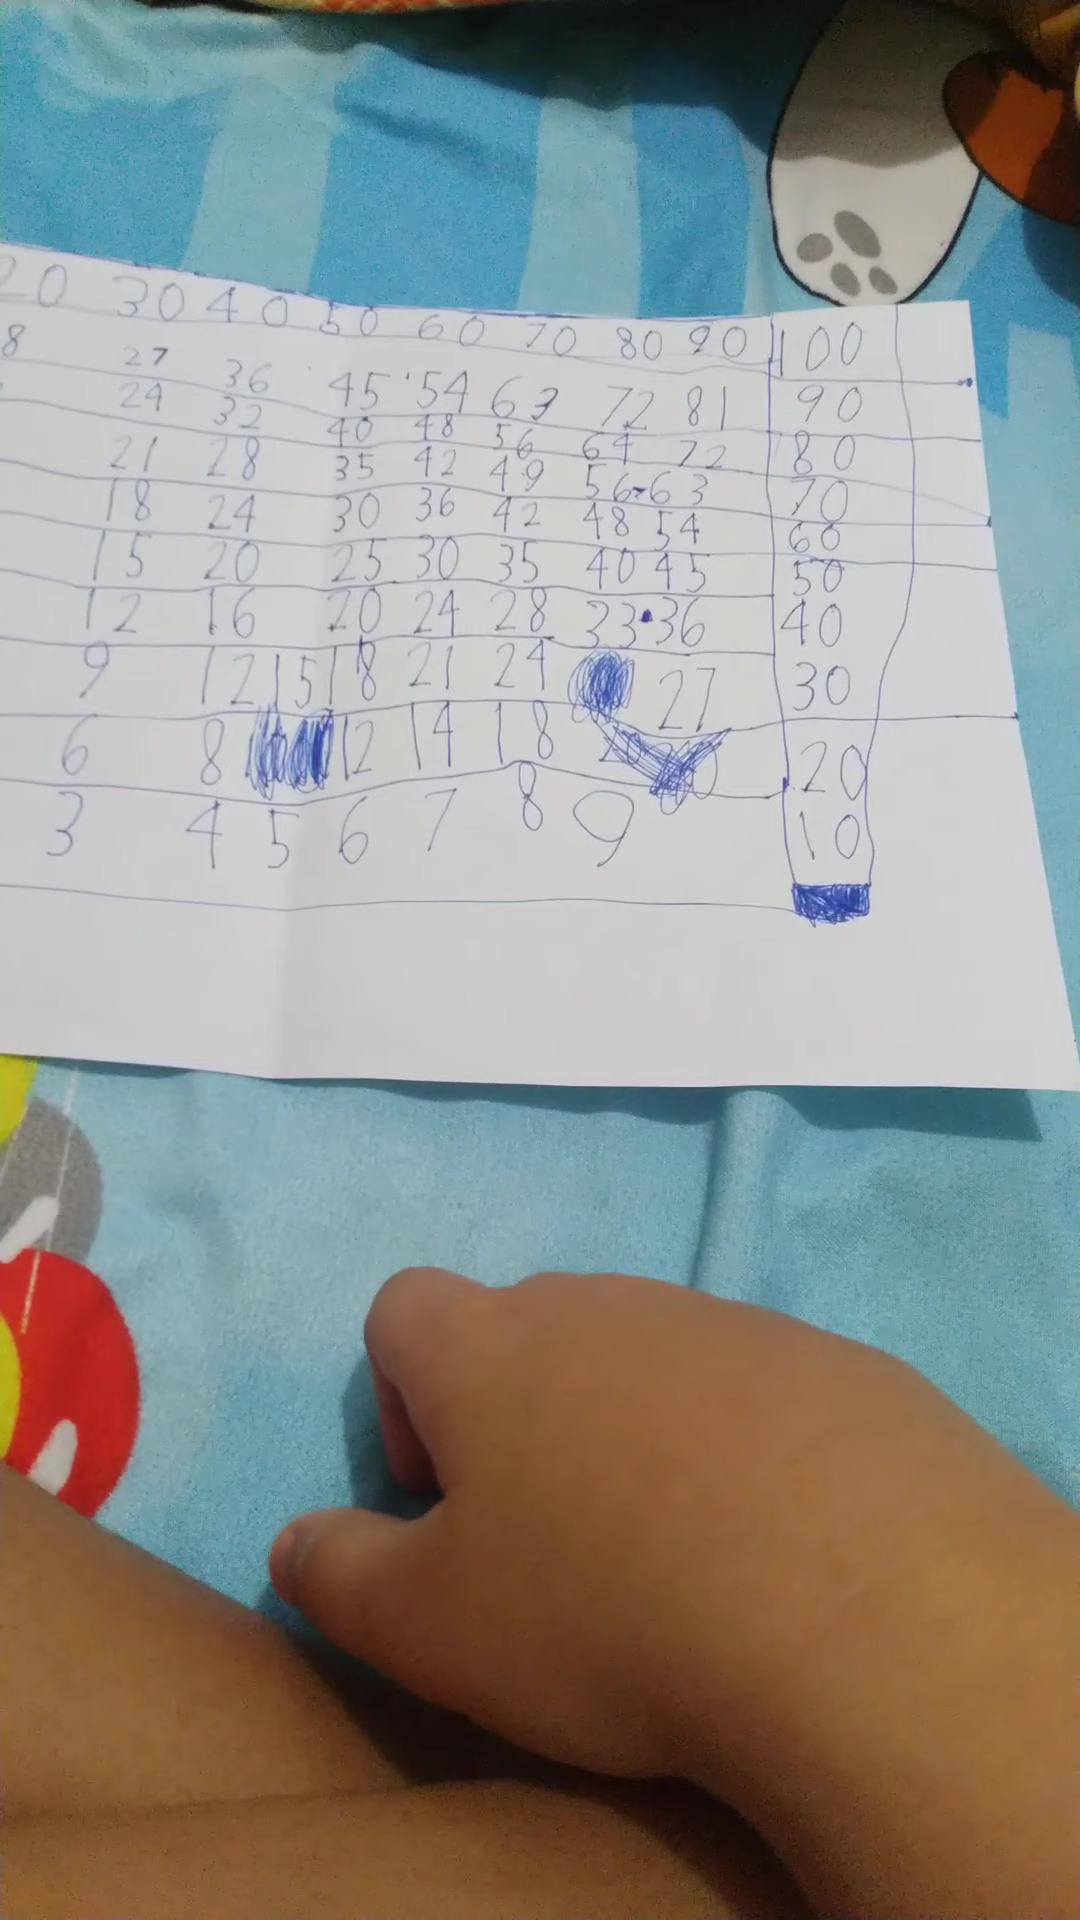 20 30 40 50 60 70 80 90 100
8 27 36 45 54 63 72 81 90
24 32 40 48 56 64 72 80
21 28 35 42 49 56 63 70
18 24 30 36 42 48 54 60
15 20 25 30 35 40 45 50
12 16 20 24 28 33 36 40
9 12 15 18 21 24 27 30
6 8 12 14 18 20
3 4 5 6 7 8 9 10